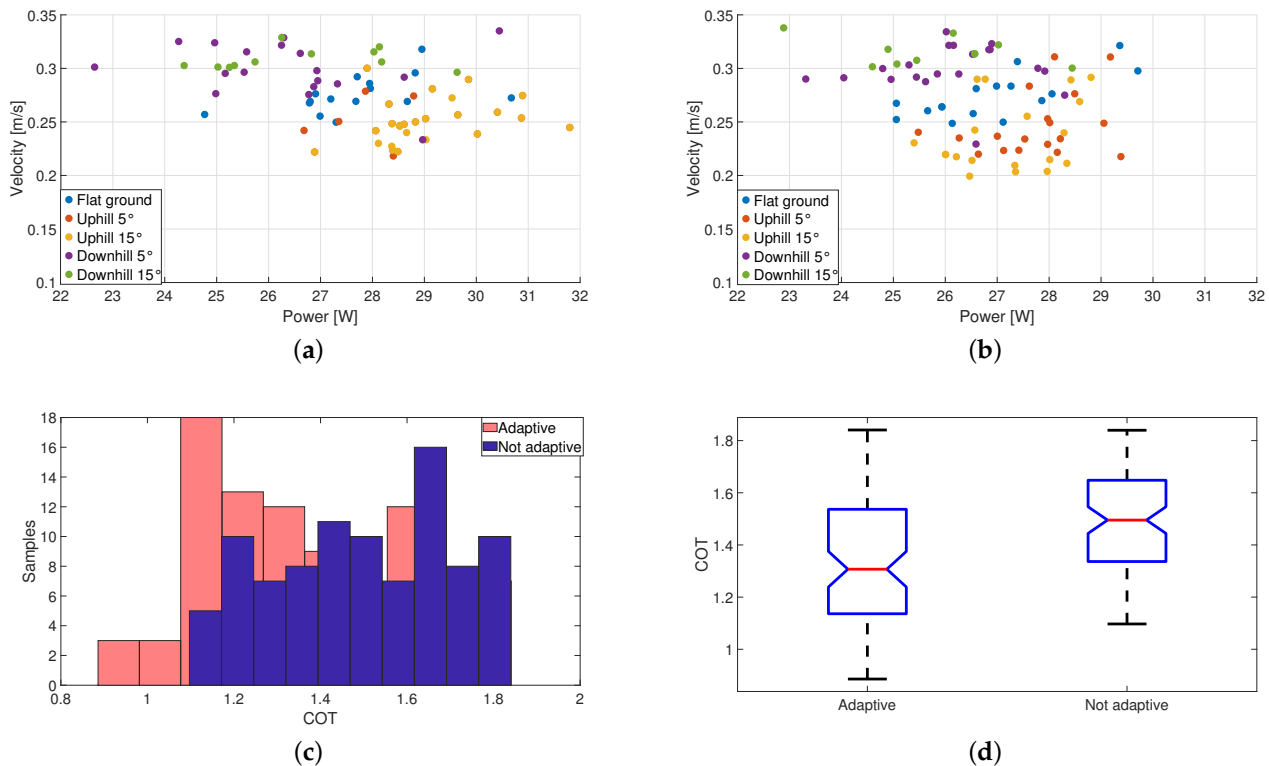 0.35
0.3
0.25
0.2
0.15
0.1
Velocity [m/s]
Flat ground
Uphill 5°
Uphill 15°
Downhill 5°
Downhill 15°
22 23 24 25 26 27 28 29 30 31 32
Power [W]
(a)
0.35
0.3
0.25
0.2
0.15
0.1
Velocity [m/s]
Flat ground
Uphill 5°
Uphill 15°
Downhill 5°
Downhill 15°
22 23 24 25 26 27 28 29 30 31 32
Power [W]
(b)
18
16
14
12
10
8
6
4
2
0
Samples
Adaptive
Not adaptive
0.8 1 1.2 1.4 1.6 1.8 2
COT
(c)
1.8
1.6
1.4
1.2
1
COT
Adaptive Not adaptive
(d)